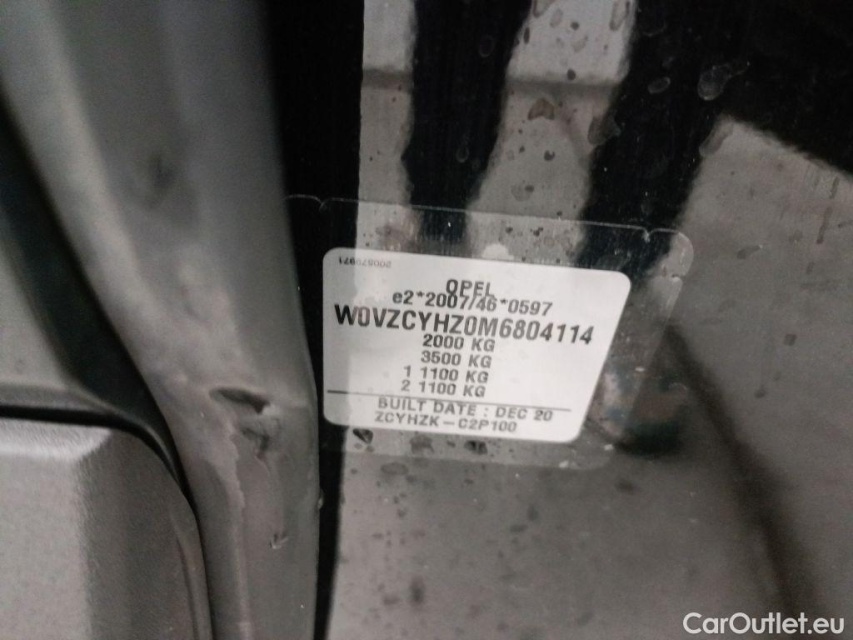 OPEL
e2*2007/46*0597
W0VZCYHZ0M6804114
2000 KG
3500 KG
1 1100 KG
2 1100 KG
BUILT DATE : DEC 20
ZCYHZK-C2P100
CarOutlet.eu